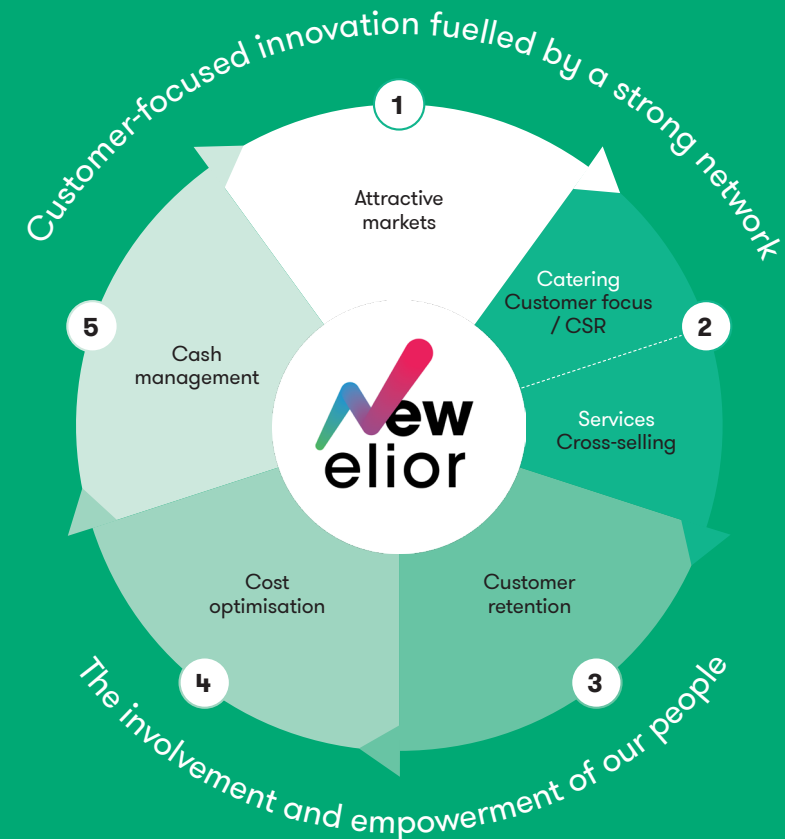 Customer-focused innovation fuelled by a strong network
1
Attractive
markets
Catering
Customer focus
/ CSR
2
Services
Cross-selling
Customer
retention
3
Cost
optimisation
4
Cash
management
5
New
elior
The involvement and empowerment of our people